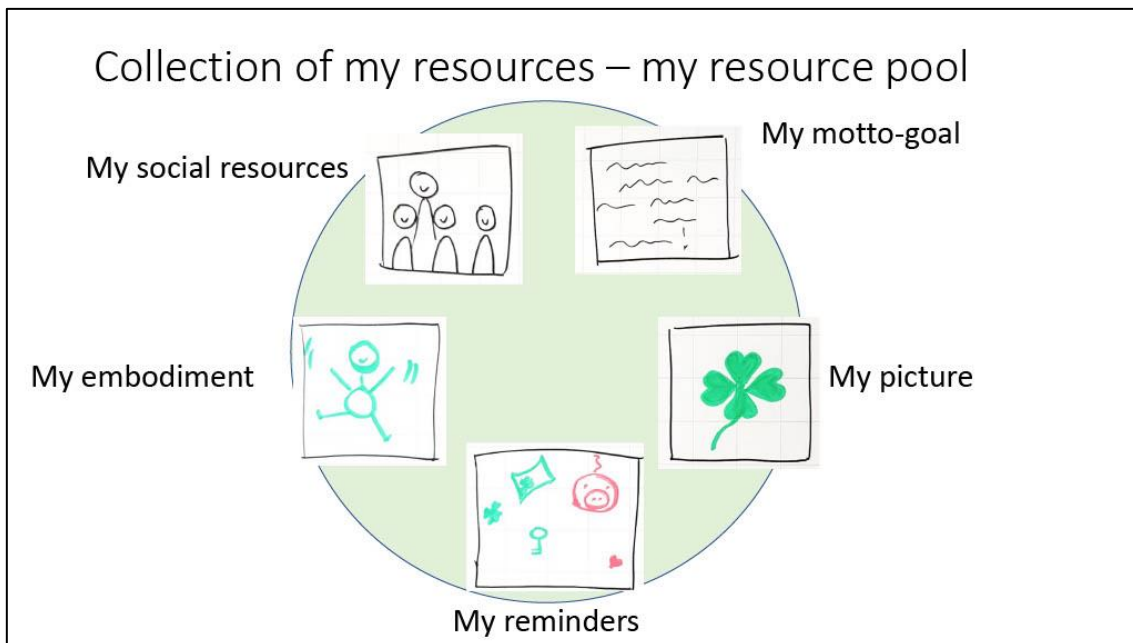 Collection of my resources – my resource pool
My motto-goal
My social resources
My embodiment
My picture
My reminders